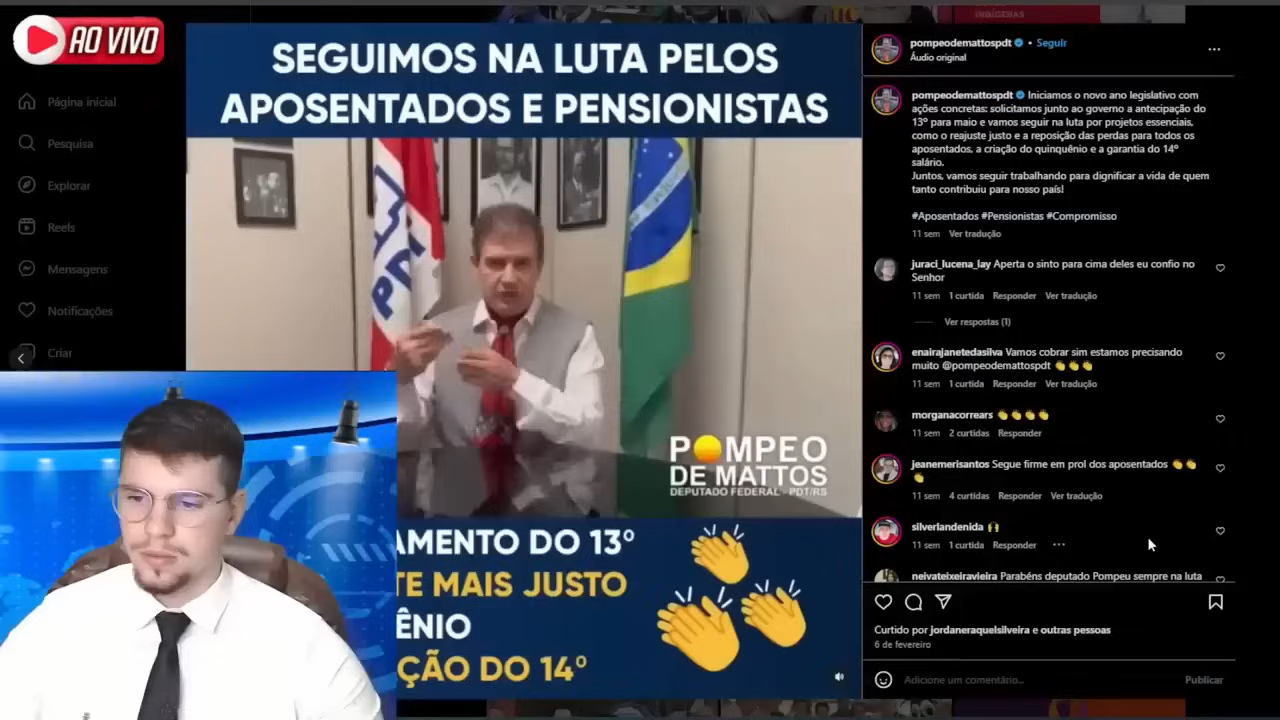 AO VIVO
Página inicial
Pesquisa
Explorar
Reels
Mensagens
Notificações
Criar
SEGUIMOS NA LUTA PELOS
APOSENTADOS E PENSIONISTAS
POMPEO
DE MATTOS
DEPUTADO FEDERAL - PDT/RS
AMENTO DO 13º
TE MAIS JUSTO
ÊNIO
ÇÃO DO 14º
pompeodemattospdt • Seguir
Áudio original
pompeodemattospdt Iniciamos o novo ano legislativo com
ações concretas: solicitamos junto ao governo a antecipação do
13º para maio e vamos seguir na luta por projetos essenciais,
como o reajuste justo e a reposição das perdas para todos os
aposentados, a criação do quinquênio e a garantia do 14º
salário.
Juntos, vamos seguir trabalhando para dignificar a vida de quem
tanto contribuiu para nosso país!
#Aposentados #Pensionistas #Compromisso
11 sem Ver tradução
juraci_lucena_lay Aperta o sinto para cima deles eu confio no
Senhor
11 sem 1 curtida Responder Ver tradução
Ver respostas (1)
enairajanetedasilva Vamos cobrar sim estamos precisando
muito @pompeodemattospdt 👏👏👏
11 sem 1 curtida Responder Ver tradução
morganacorrears 👏👏👏👏
11 sem 2 curtidas Responder
jeanemerisantos Segue firme em prol dos aposentados 👏👏
👏
11 sem 4 curtidas Responder Ver tradução
silverlandenida 🙌
11 sem 1 curtida Responder
neivateixeiravieira Parabéns deputado Pompeu sempre na luta
Curtido por jordaneraquelsilveira e outras pessoas
6 de fevereiro
Adicione um comentário...
Publicar